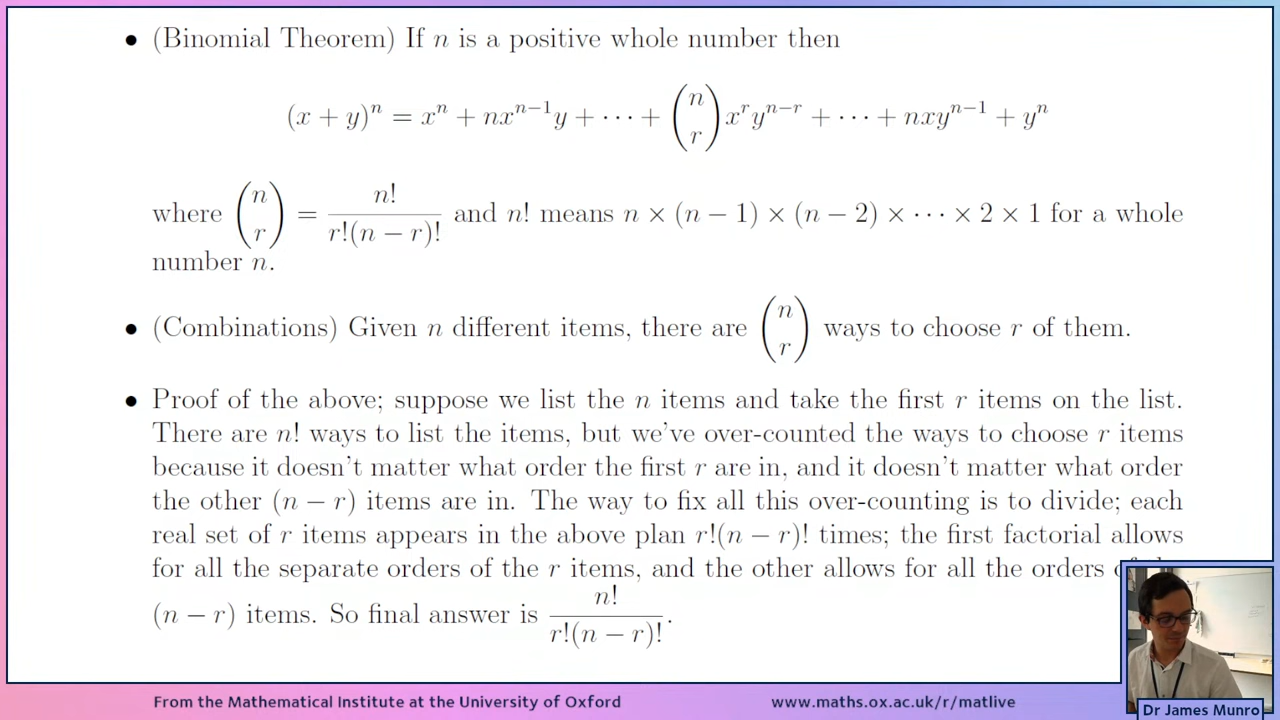 • (Binomial Theorem) If n is a positive whole number then
(x + y)^n = x^n + nx^{n−1}y + ⋯ + \binom{n}{r} x^r y^{n−r} + ⋯ + nxy^{n−1} + y^n
where \binom{n}{r} = \frac{n!}{r!(n − r)!} and n! means n × (n − 1) × (n − 2) × ⋯ × 2 × 1 for a whole
number n.
• (Combinations) Given n different items, there are \binom{n}{r} ways to choose r of them.
• Proof of the above; suppose we list the n items and take the first r items on the list.
There are n! ways to list the items, but we've over-counted the ways to choose r items
because it doesn't matter what order the first r are in, and it doesn't matter what order
the other (n − r) items are in. The way to fix all this over-counting is to divide; each
real set of r items appears in the above plan r!(n − r)! times; the first factorial allows
for all the separate orders of the r items, and the other allows for all the orders
(n − r) items. So final answer is \frac{n!}{r!(n − r)!}.
From the Mathematical Institute at the University of Oxford
www.maths.ox.ac.uk/r/matlive
Dr James Munro